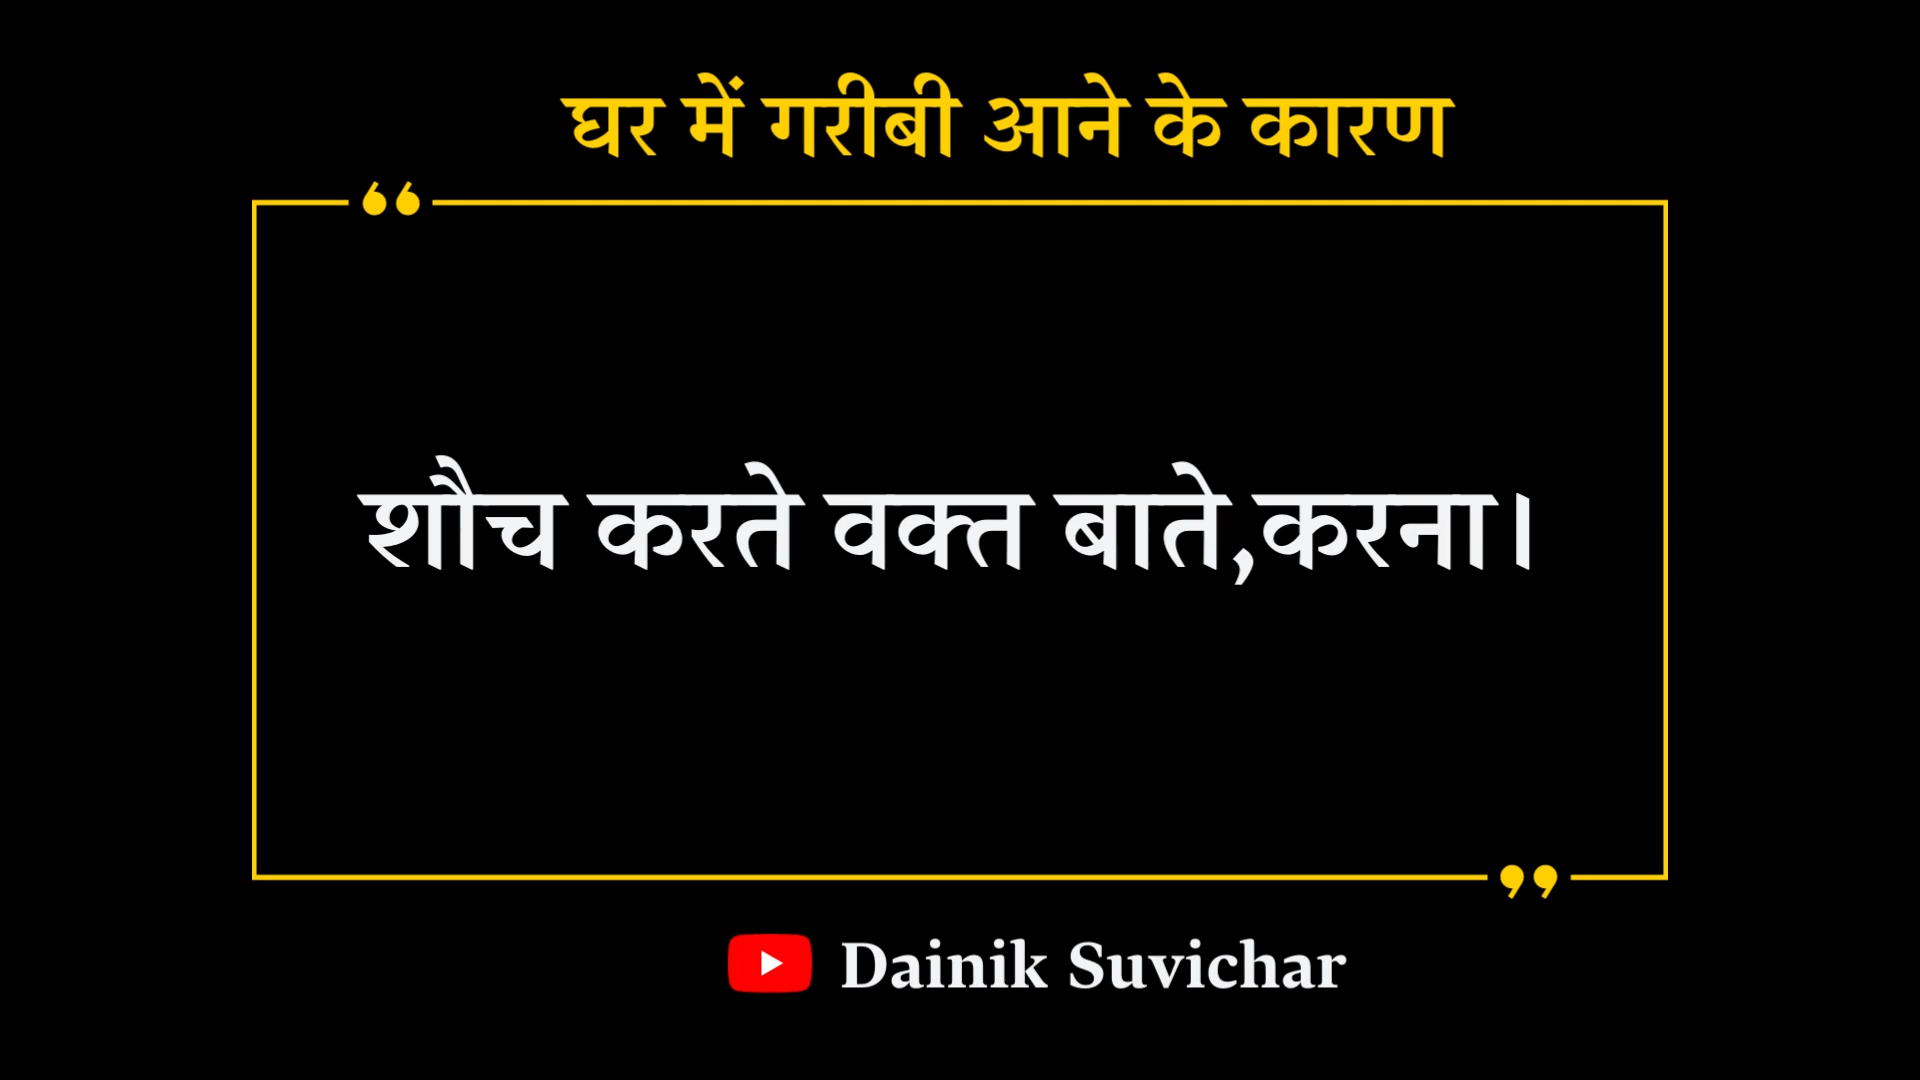 घर में गरीबी आने के कारण
शौच करते वक्त बाते,करना।
Dainik Suvichar